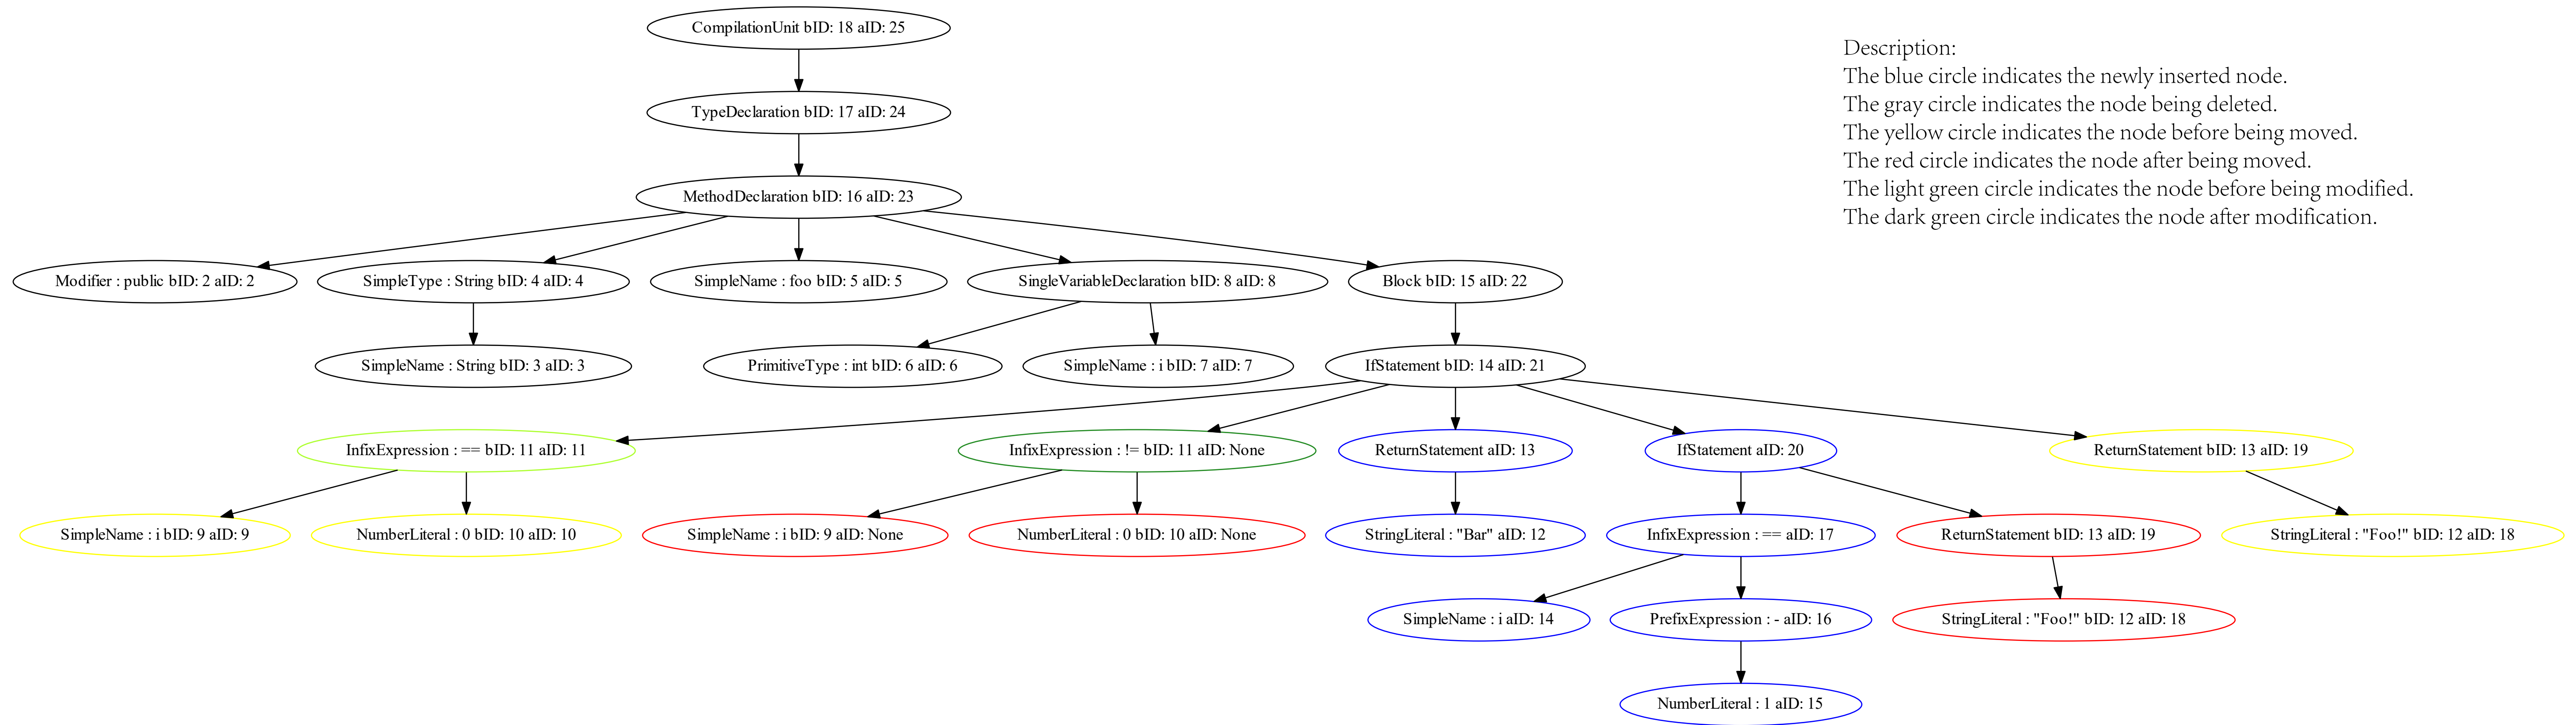 CompilationUnit bID: 18 aID: 25
Description:
The blue circle indicates the newly inserted node.
The gray circle indicates the node being deleted.
The yellow circle indicates the node before being moved.
The red circle indicates the node after being moved.
The light green circle indicates the node before being modified.
The dark green circle indicates the node after modification.
TypeDeclaration bID: 17 aID: 24
MethodDeclaration bID: 16 aID: 23
Modifier : public bID: 2 aID: 2
SimpleType : String bID: 4 aID: 4
SimpleName : foo bID: 5 aID: 5
SingleVariableDeclaration bID: 8 aID: 8
Block bID: 15 aID: 22
SimpleName : String bID: 3 aID: 3
PrimitiveType : int bID: 6 aID: 6
SimpleName : i bID: 7 aID: 7
IfStatement bID: 14 aID: 21
InfixExpression : == bID: 11 aID: 11
InfixExpression : != bID: 11 aID: None
ReturnStatement aID: 13
IfStatement aID: 20
ReturnStatement bID: 13 aID: 19
SimpleName : i bID: 9 aID: 9
NumberLiteral : 0 bID: 10 aID: 10
SimpleName : i bID: 9 aID: None
NumberLiteral : 0 bID: 10 aID: None
StringLiteral : "Bar" aID: 12
InfixExpression : == aID: 17
ReturnStatement bID: 13 aID: 19
StringLiteral : "Foo!" bID: 12 aID: 18
SimpleName : i aID: 14
PrefixExpression : - aID: 16
StringLiteral : "Foo!" bID: 12 aID: 18
NumberLiteral : 1 aID: 15